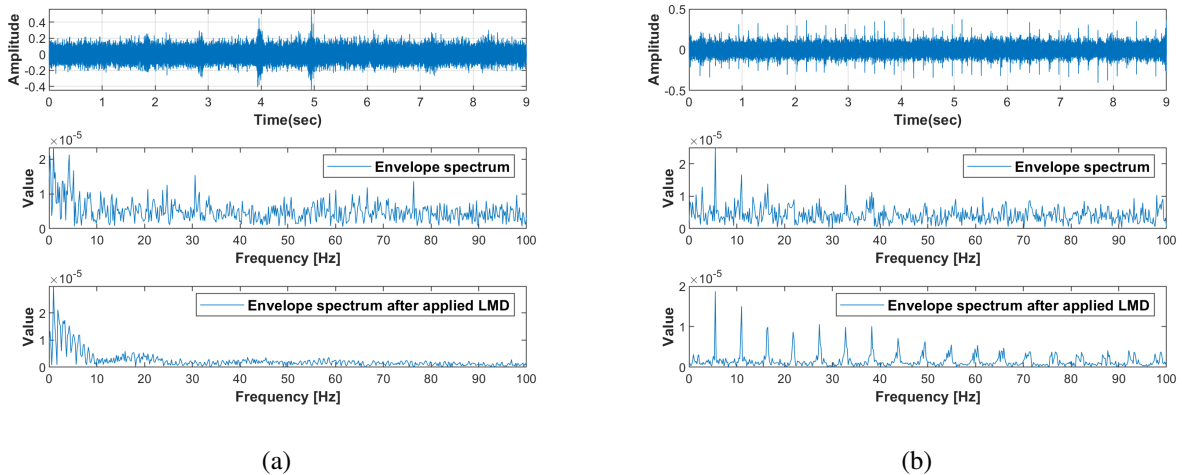 Amplitude
0.4
0.2
0
-0.2
-0.4
0 1 2 3 4 5 6 7 8 9
Time(sec)
×10⁻⁵
Value
2
1
0
Envelope spectrum
0 10 20 30 40 50 60 70 80 90 100
Frequency [Hz]
×10⁻⁵
Value
2
1
0
Envelope spectrum after applied LMD
0 10 20 30 40 50 60 70 80 90 100
Frequency [Hz]
(a)
Amplitude
0.5
0
-0.5
0 1 2 3 4 5 6 7 8 9
Time(sec)
×10⁻⁵
Value
2
1
0
Envelope spectrum
0 10 20 30 40 50 60 70 80 90 100
Frequency [Hz]
×10⁻⁵
Value
2
1
0
Envelope spectrum after applied LMD
0 10 20 30 40 50 60 70 80 90 100
Frequency [Hz]
(b)